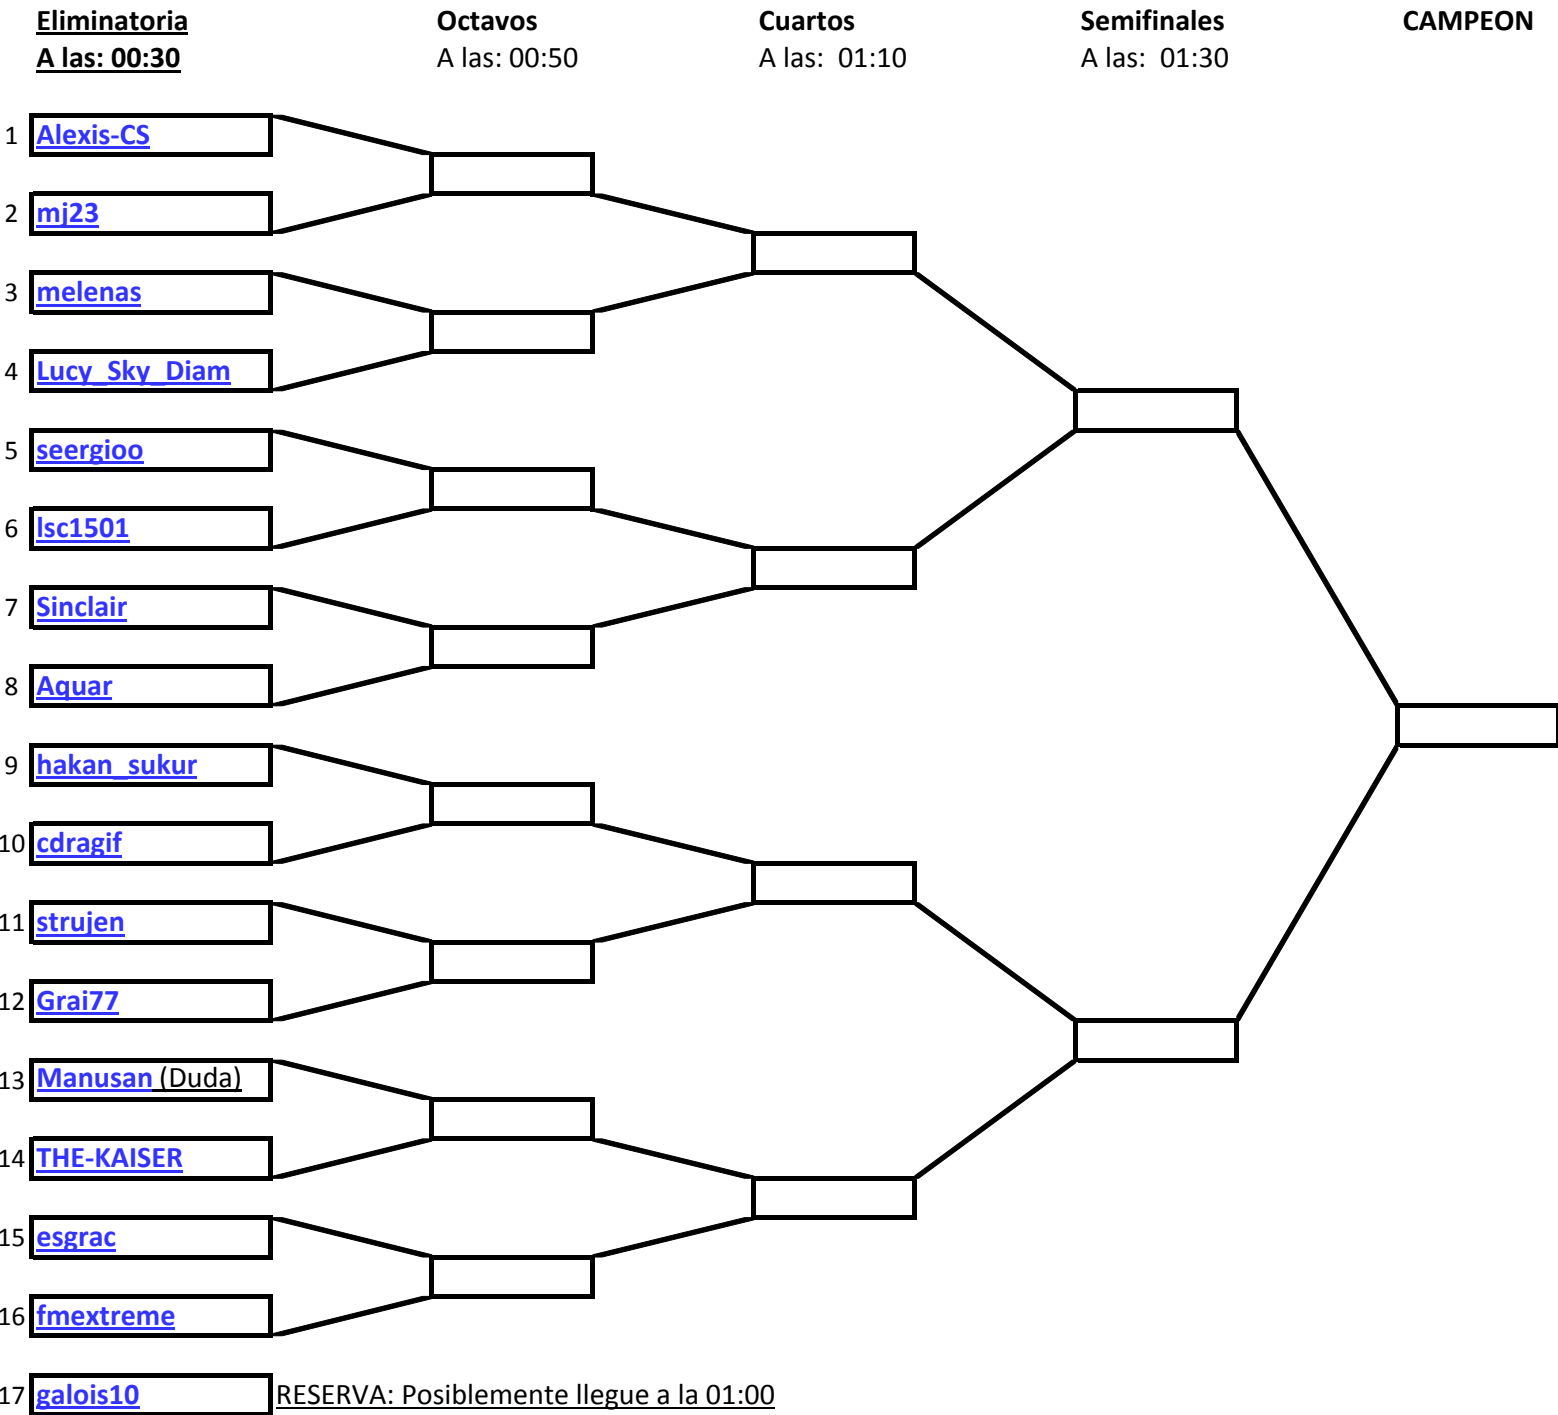 Eliminatoria Octavos Cuartos Semifinales CAMPEON
A las: 00:30 A las: 00:50 A las: 01:10 A las: 01:30
1 Alexis-CS
2 mj23
3 melenas
4 Lucy_Sky_Diam
5 seergioo
6 lsc1501
7 Sinclair
8 Aquar
9 hakan_sukur
10 cdragif
11 strujen
12 Grai77
13 Manusan (Duda)
14 THE-KAISER
15 esgrac
16 fmextreme
17 galois10 RESERVA: Posiblemente llegue a la 01:00